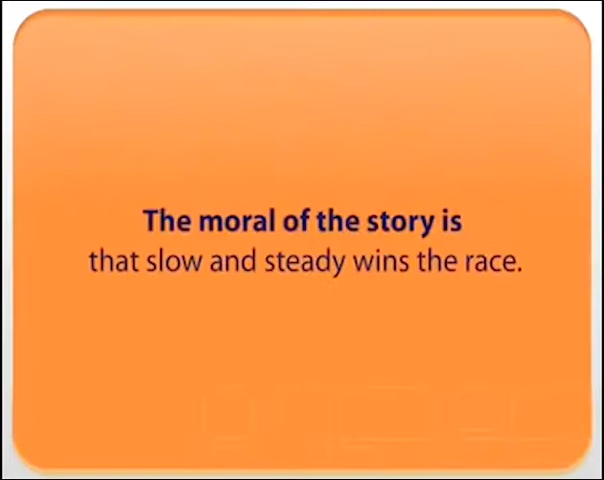 The moral of the story is
that slow and steady wins the race.